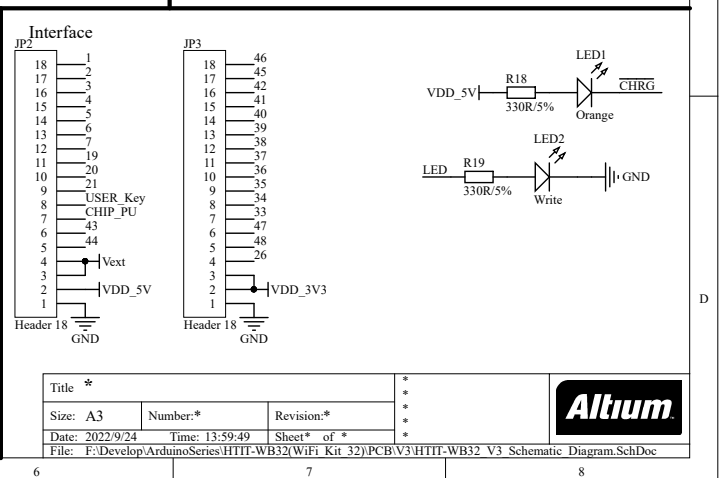 Interface
JP2
18 1
17 2
16 3
15 4
14 5
13 6
12 7
11 19
10 20
9 21
8 USER_Key
7 CHIP_PU
6 43
5 44
4 Vext
3
2 VDD_5V
1
Header 18
GND
JP3
18 46
17 45
16 42
15 41
14 40
13 39
12 38
11 37
10 36
9 35
8 34
7 33
6 47
5 48
4 26
3
2 VDD_3V3
1
Header 18
GND
LED1
VDD_5V R18 CHRG
330R/5% Orange
LED2
LED R19 GND
330R/5% Write
D
Title *
Size: A3 Number:* Revision:*
Date: 2022/9/24 Time: 13:59:49 Sheet* of *
File: F:\Develop\ArduinoSeries\HTIT-WB32(WiFi_Kit_32)\PCB\V3\HTIT-WB32_V3_Schematic_Diagram.SchDoc
*
*
*
*
*
Altium.
6 7 8